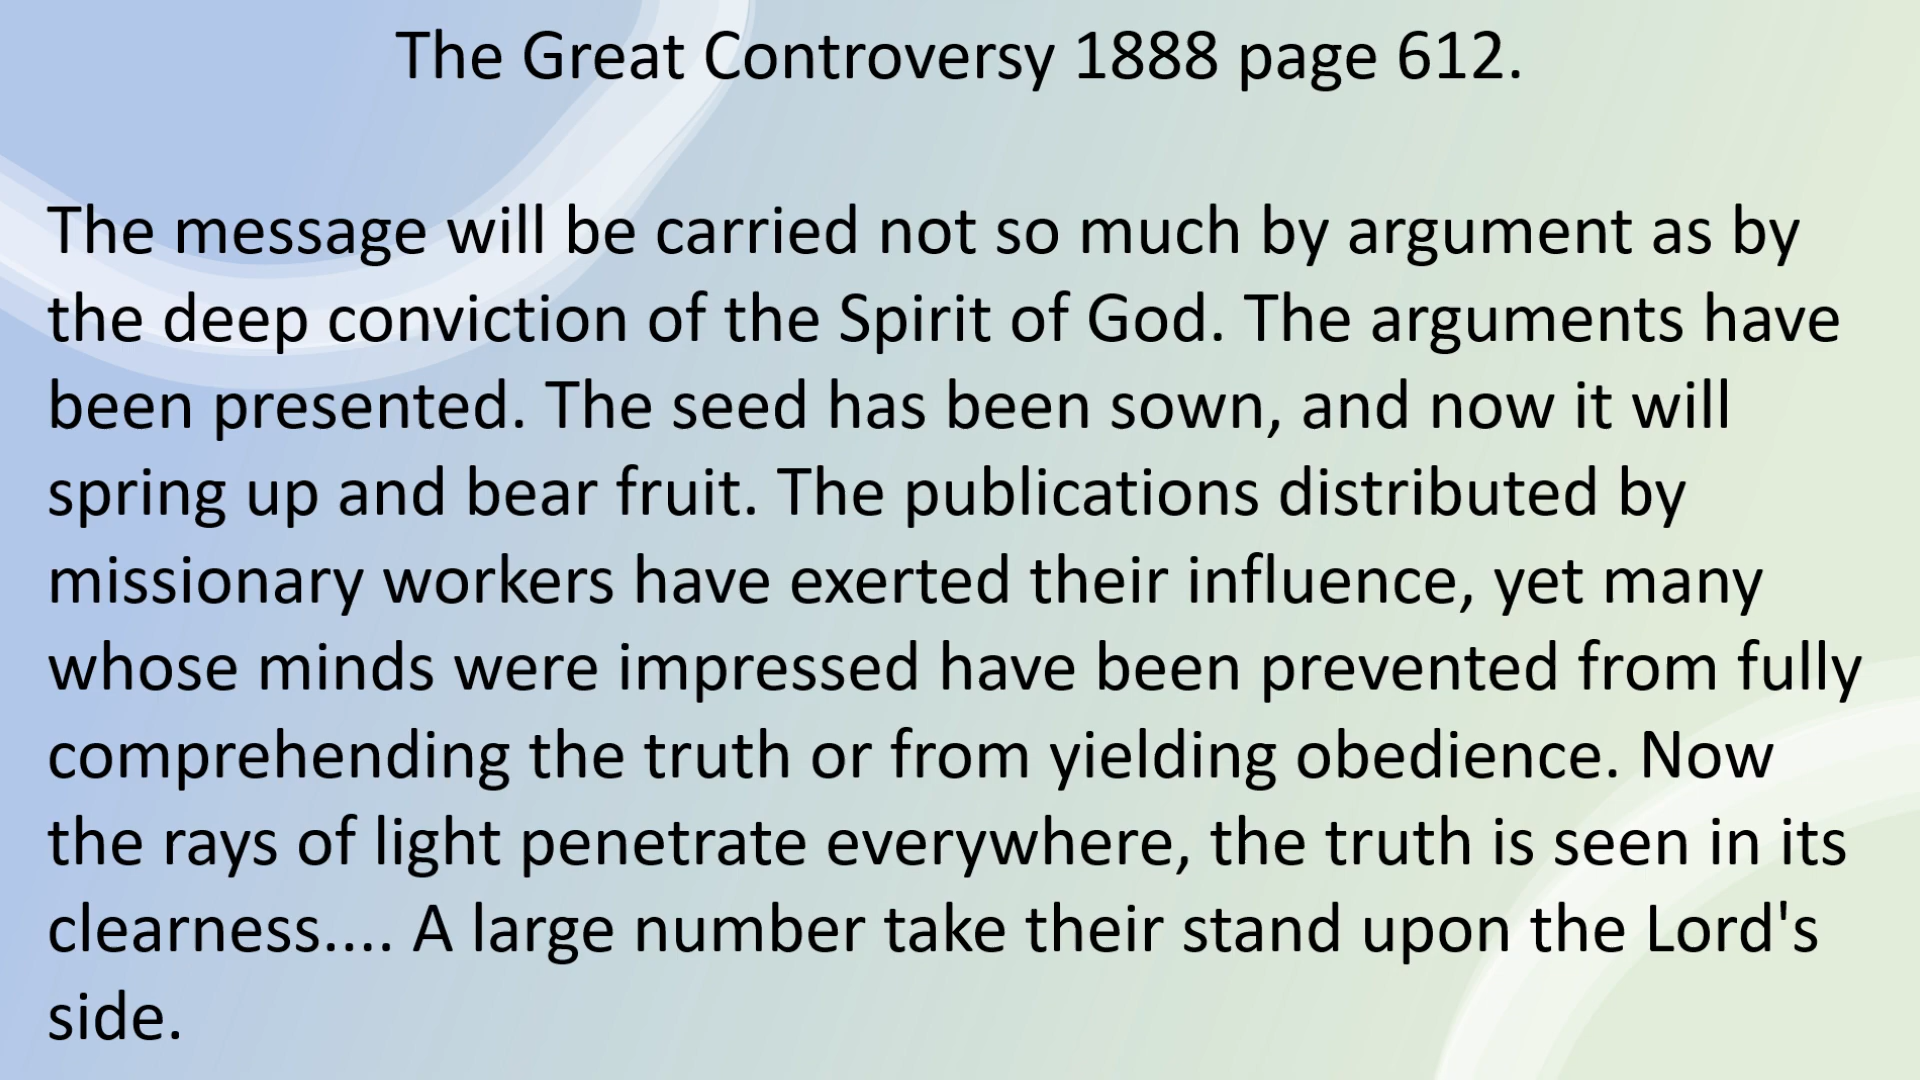 The Great Controversy 1888 page 612.
The message will be carried not so much by argument as by
the deep conviction of the Spirit of God. The arguments have
been presented. The seed has been sown, and now it will
spring up and bear fruit. The publications distributed by
missionary workers have exerted their influence, yet many
whose minds were impressed have been prevented from fully
comprehending the truth or from yielding obedience. Now
the rays of light penetrate everywhere, the truth is seen in its
clearness.... A large number take their stand upon the Lord's
side.